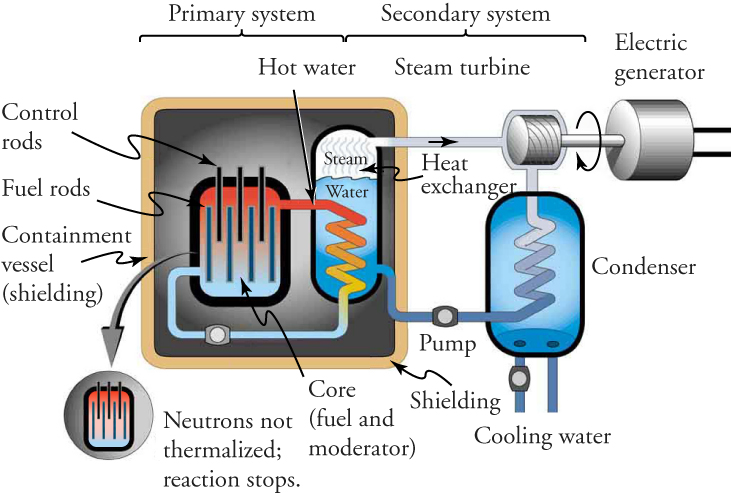 Primary system
Secondary system
Electric
generator
Hot water
Steam turbine
Control
rods
Steam
Heat
exchanger
Fuel rods
Water
Containment
vessel
(shielding)
Condenser
Pump
Core
(fuel and
moderator)
Shielding
Neutrons not
thermalized;
reaction stops.
Cooling water